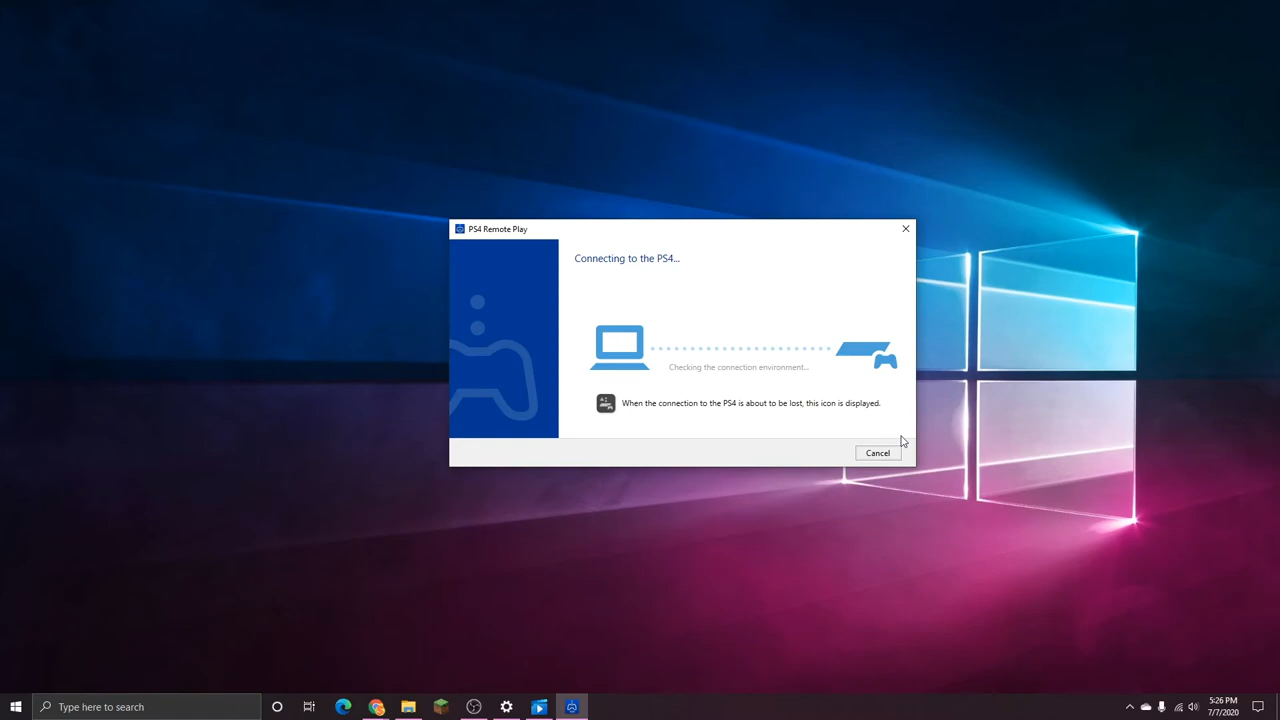 PS4 Remote Play
Connecting to the PS4...
Checking the connection environment...
When the connection to the PS4 is about to be lost, this icon is displayed.
Cancel
Type here to search
5:26 PM
7/7/2020